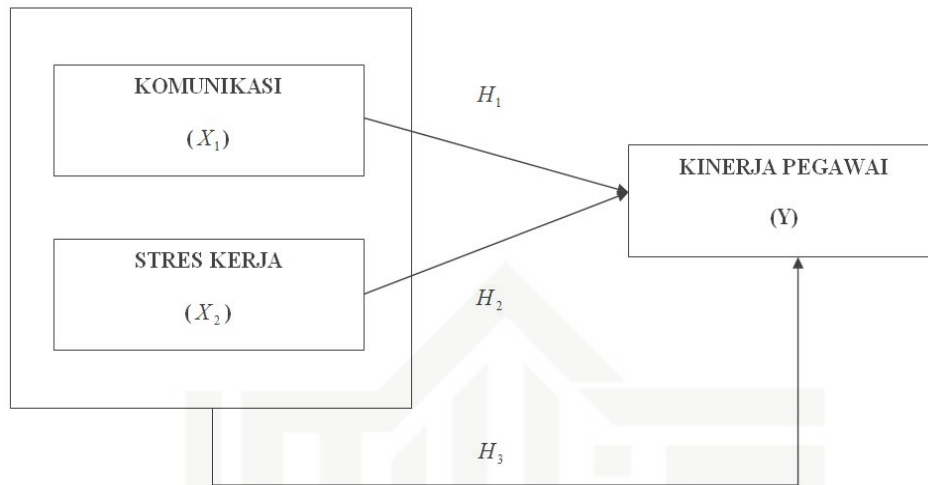 KOMUNIKASI
(X₁)
STRES KERJA
(X₂)
H₁
H₂
H₃
KINERJA PEGAWAI
(Y)